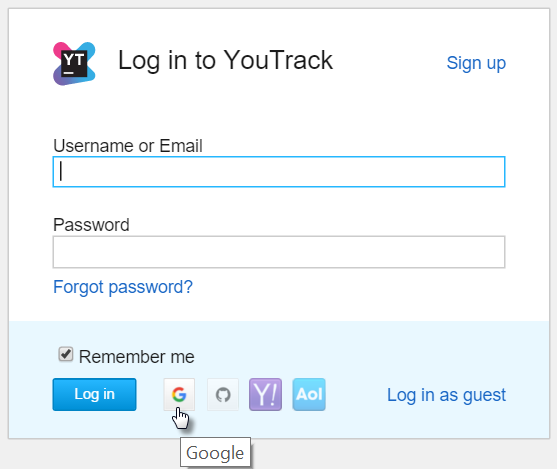 YT
Log in to YouTrack
Sign up
Username or Email
Password
Forgot password?
Remember me
Log in
G
Y!
Aol
Log in as guest
Google